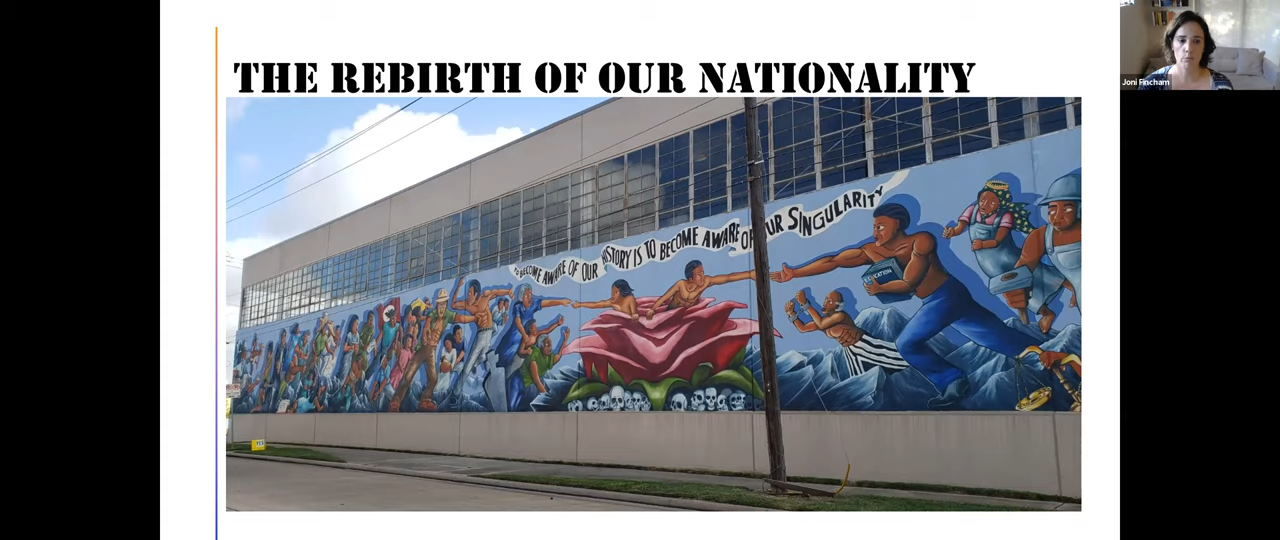 THE REBIRTH OF OUR NATIONALITY
Joni Fincham
TO BECOME AWARE OF OUR HISTORY IS TO BECOME AWARE OF OUR SINGULARITY
EDUCATION
YES